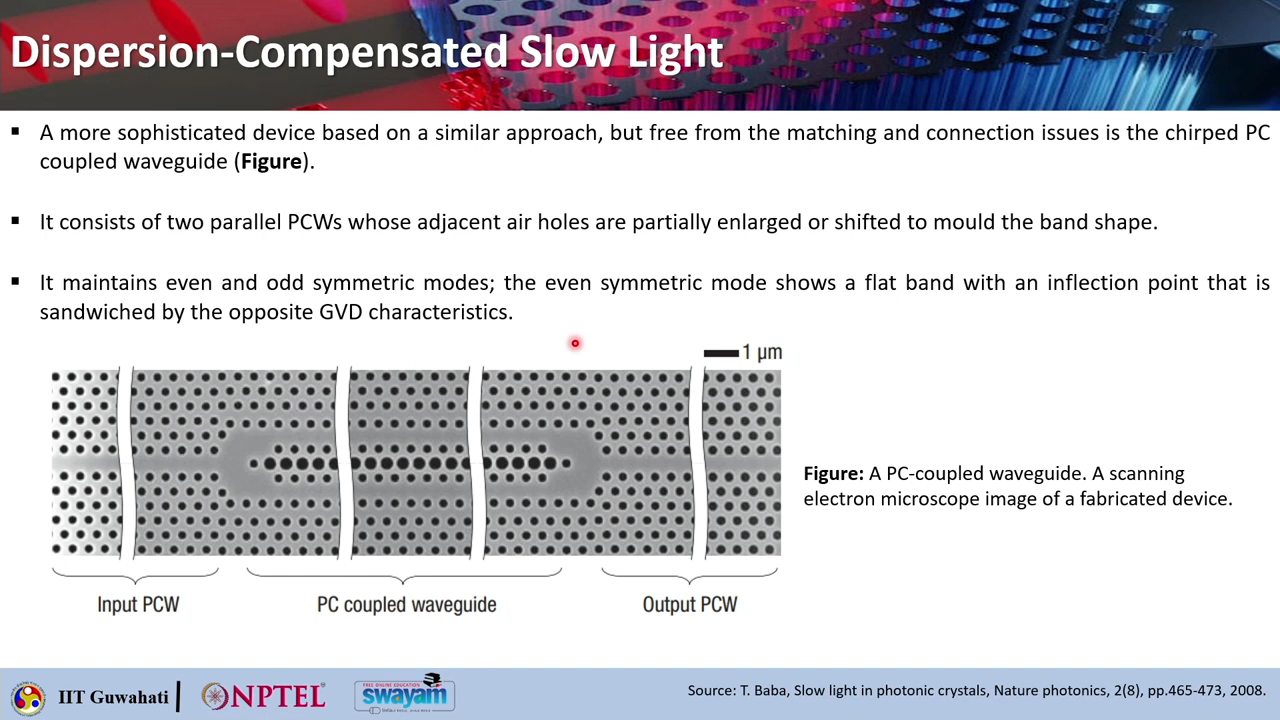 Dispersion-Compensated Slow Light
▪ A more sophisticated device based on a similar approach, but free from the matching and connection issues is the chirped PC
coupled waveguide (Figure).
▪ It consists of two parallel PCWs whose adjacent air holes are partially enlarged or shifted to mould the band shape.
▪ It maintains even and odd symmetric modes; the even symmetric mode shows a flat band with an inflection point that is
sandwiched by the opposite GVD characteristics.
1 µm
Figure: A PC-coupled waveguide. A scanning
electron microscope image of a fabricated device.
Input PCW
PC coupled waveguide
Output PCW
IIT Guwahati
NPTEL
FREE ONLINE EDUCATION
swayam
Source: T. Baba, Slow light in photonic crystals, Nature photonics, 2(8), pp.465-473, 2008.